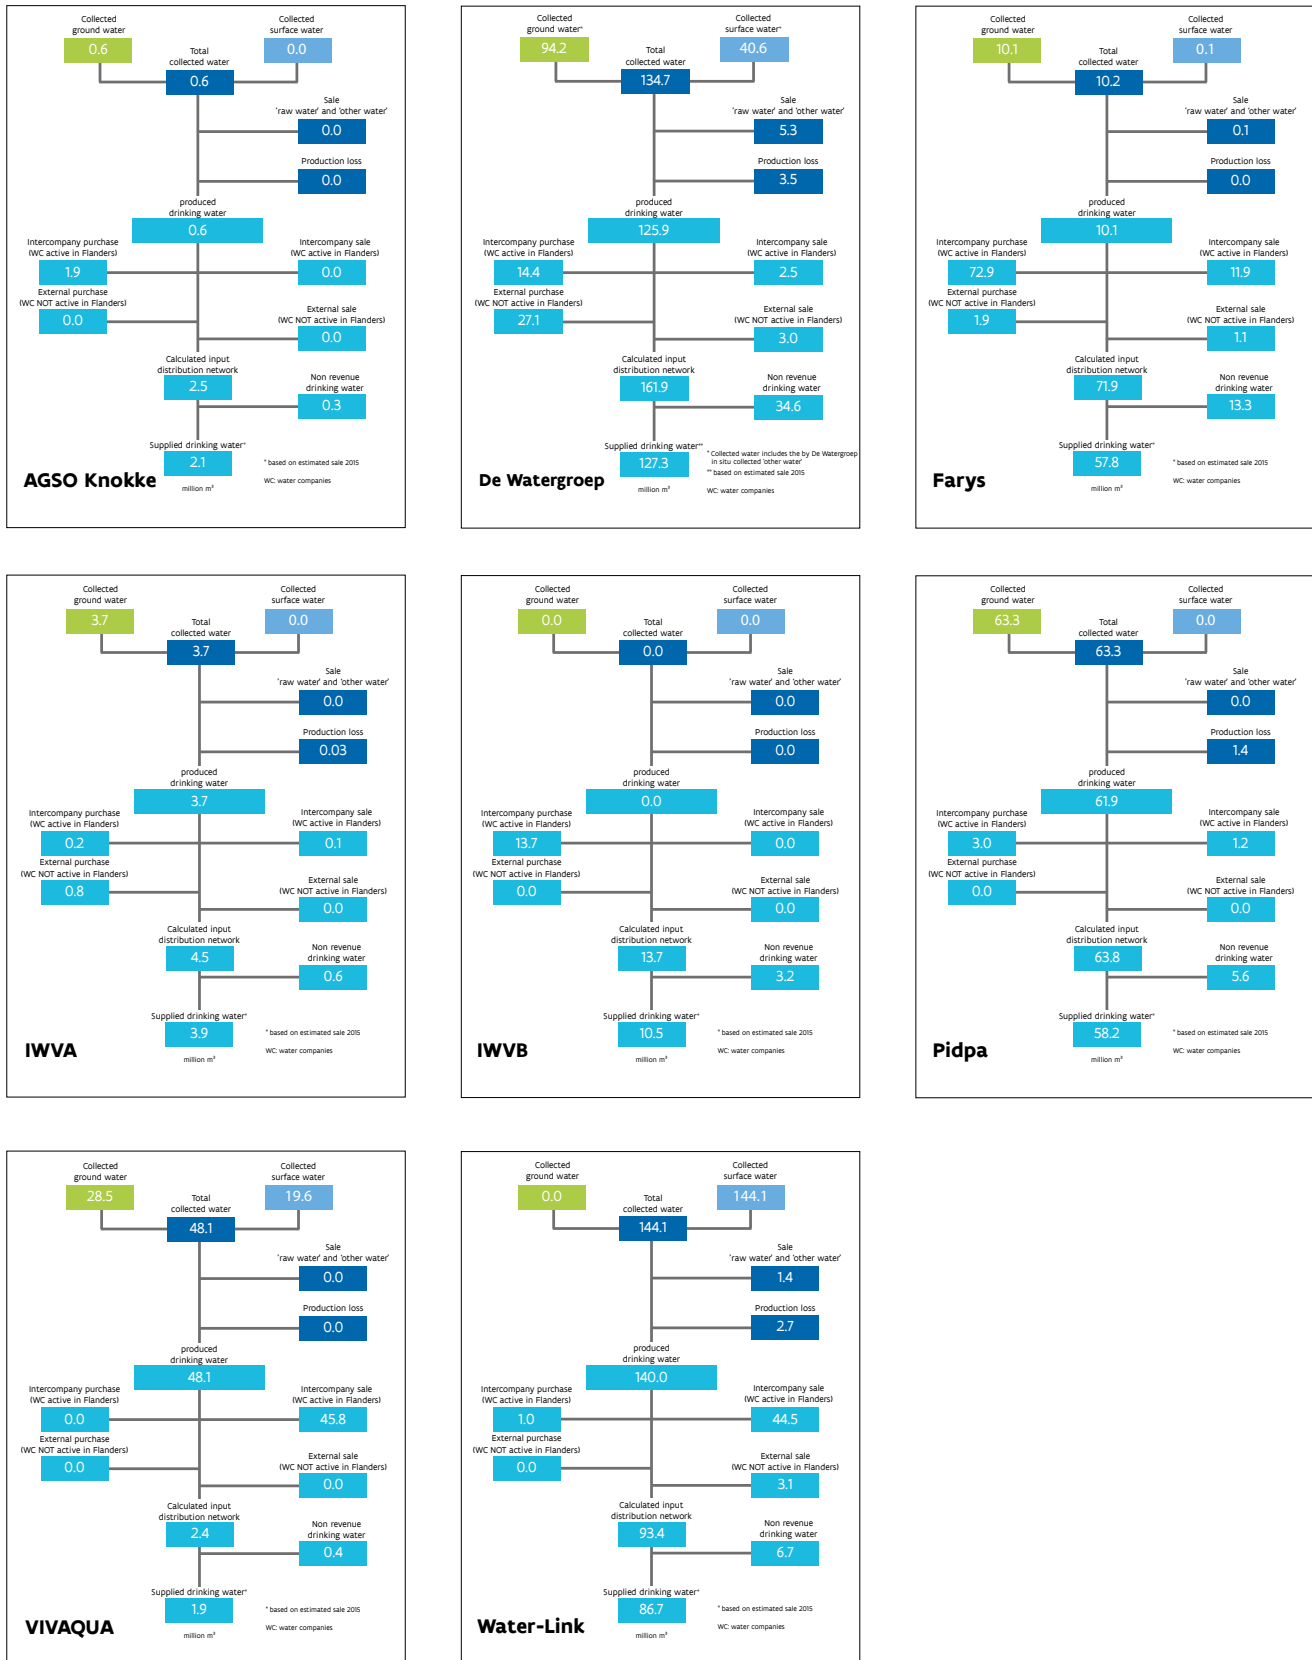 Collected
ground water
0.6
Collected
surface water
0.0
Total
collected water
0.6
Sale
'raw water' and 'other water'
0.0
Production loss
0.0
produced
drinking water
0.6
Intercompany purchase
(WC active in Flanders)
1.9
Intercompany sale
(WC active in Flanders)
0.0
External purchase
(WC NOT active in Flanders)
0.0
External sale
(WC NOT active in Flanders)
0.0
Calculated input
distribution network
2.5
Non revenue
drinking water
0.3
Supplied drinking water*
2.1
million m³
* based on estimated sale 2015
WC: water companies
AGSO Knokke
Collected
ground water*
94.2
Collected
surface water*
40.6
Total
collected water
134.7
Sale
'raw water' and 'other water'
5.3
Production loss
3.5
produced
drinking water
125.9
Intercompany purchase
(WC active in Flanders)
14.4
Intercompany sale
(WC active in Flanders)
2.5
External purchase
(WC NOT active in Flanders)
27.1
External sale
(WC NOT active in Flanders)
3.0
Calculated input
distribution network
161.9
Non revenue
drinking water
34.6
Supplied drinking water**
127.3
million m³
* Collected water includes the by De Watergroep
in situ collected 'other water'
** based on estimated sale 2015
WC: water companies
De Watergroep
Collected
ground water
10.1
Collected
surface water
0.1
Total
collected water
10.2
Sale
'raw water' and 'other water'
0.1
Production loss
0.0
produced
drinking water
10.1
Intercompany purchase
(WC active in Flanders)
72.9
Intercompany sale
(WC active in Flanders)
11.9
External purchase
(WC NOT active in Flanders)
1.9
External sale
(WC NOT active in Flanders)
1.1
Calculated input
distribution network
71.9
Non revenue
drinking water
13.3
Supplied drinking water*
57.8
million m³
* based on estimated sale 2015
WC: water companies
Farys
Collected
ground water
3.7
Collected
surface water
0.0
Total
collected water
3.7
Sale
'raw water' and 'other water'
0.0
Production loss
0.03
produced
drinking water
3.7
Intercompany purchase
(WC active in Flanders)
0.2
Intercompany sale
(WC active in Flanders)
0.1
External purchase
(WC NOT active in Flanders)
0.8
External sale
(WC NOT active in Flanders)
0.0
Calculated input
distribution network
4.5
Non revenue
drinking water
0.6
Supplied drinking water*
3.9
million m³
* based on estimated sale 2015
WC: water companies
IWVA
Collected
ground water
0.0
Collected
surface water
0.0
Total
collected water
0.0
Sale
'raw water' and 'other water'
0.0
Production loss
0.0
produced
drinking water
0.0
Intercompany purchase
(WC active in Flanders)
13.7
Intercompany sale
(WC active in Flanders)
0.0
External purchase
(WC NOT active in Flanders)
0.0
External sale
(WC NOT active in Flanders)
0.0
Calculated input
distribution network
13.7
Non revenue
drinking water
3.2
Supplied drinking water*
10.5
million m³
* based on estimated sale 2015
WC: water companies
IWVB
Collected
ground water
63.3
Collected
surface water
0.0
Total
collected water
63.3
Sale
'raw water' and 'other water'
0.0
Production loss
1.4
produced
drinking water
61.9
Intercompany purchase
(WC active in Flanders)
3.0
Intercompany sale
(WC active in Flanders)
1.2
External purchase
(WC NOT active in Flanders)
0.0
External sale
(WC NOT active in Flanders)
0.0
Calculated input
distribution network
63.8
Non revenue
drinking water
5.6
Supplied drinking water*
58.2
million m³
* based on estimated sale 2015
WC: water companies
Pidpa
Collected
ground water
28.5
Collected
surface water
19.6
Total
collected water
48.1
Sale
'raw water' and 'other water'
0.0
Production loss
0.0
produced
drinking water
48.1
Intercompany purchase
(WC active in Flanders)
0.0
Intercompany sale
(WC active in Flanders)
45.8
External purchase
(WC NOT active in Flanders)
0.0
External sale
(WC NOT active in Flanders)
0.0
Calculated input
distribution network
2.4
Non revenue
drinking water
0.4
Supplied drinking water*
1.9
million m³
* based on estimated sale 2015
WC: water companies
VIVAQUA
Collected
ground water
0.0
Collected
surface water
144.1
Total
collected water
144.1
Sale
'raw water' and 'other water'
1.4
Production loss
2.7
produced
drinking water
140.0
Intercompany purchase
(WC active in Flanders)
1.0
Intercompany sale
(WC active in Flanders)
44.5
External purchase
(WC NOT active in Flanders)
0.0
External sale
(WC NOT active in Flanders)
3.1
Calculated input
distribution network
93.4
Non revenue
drinking water
6.7
Supplied drinking water*
86.7
million m³
* based on estimated sale 2015
WC: water companies
Water-Link